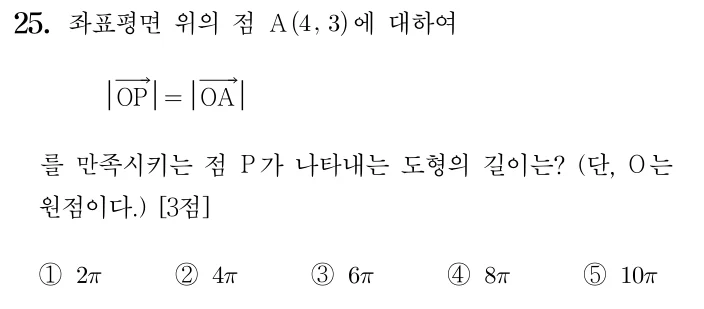 25. 좌표평면 위의 점 A(4, 3)에 대하여
|\overrightarrow{OP}| = |\overrightarrow{OA}|
를 만족시키는 점 P가 나타내는 도형의 길이는? (단, O는
원점이다.) [3점]
① 2π ② 4π ③ 6π ④ 8π ⑤ 10π